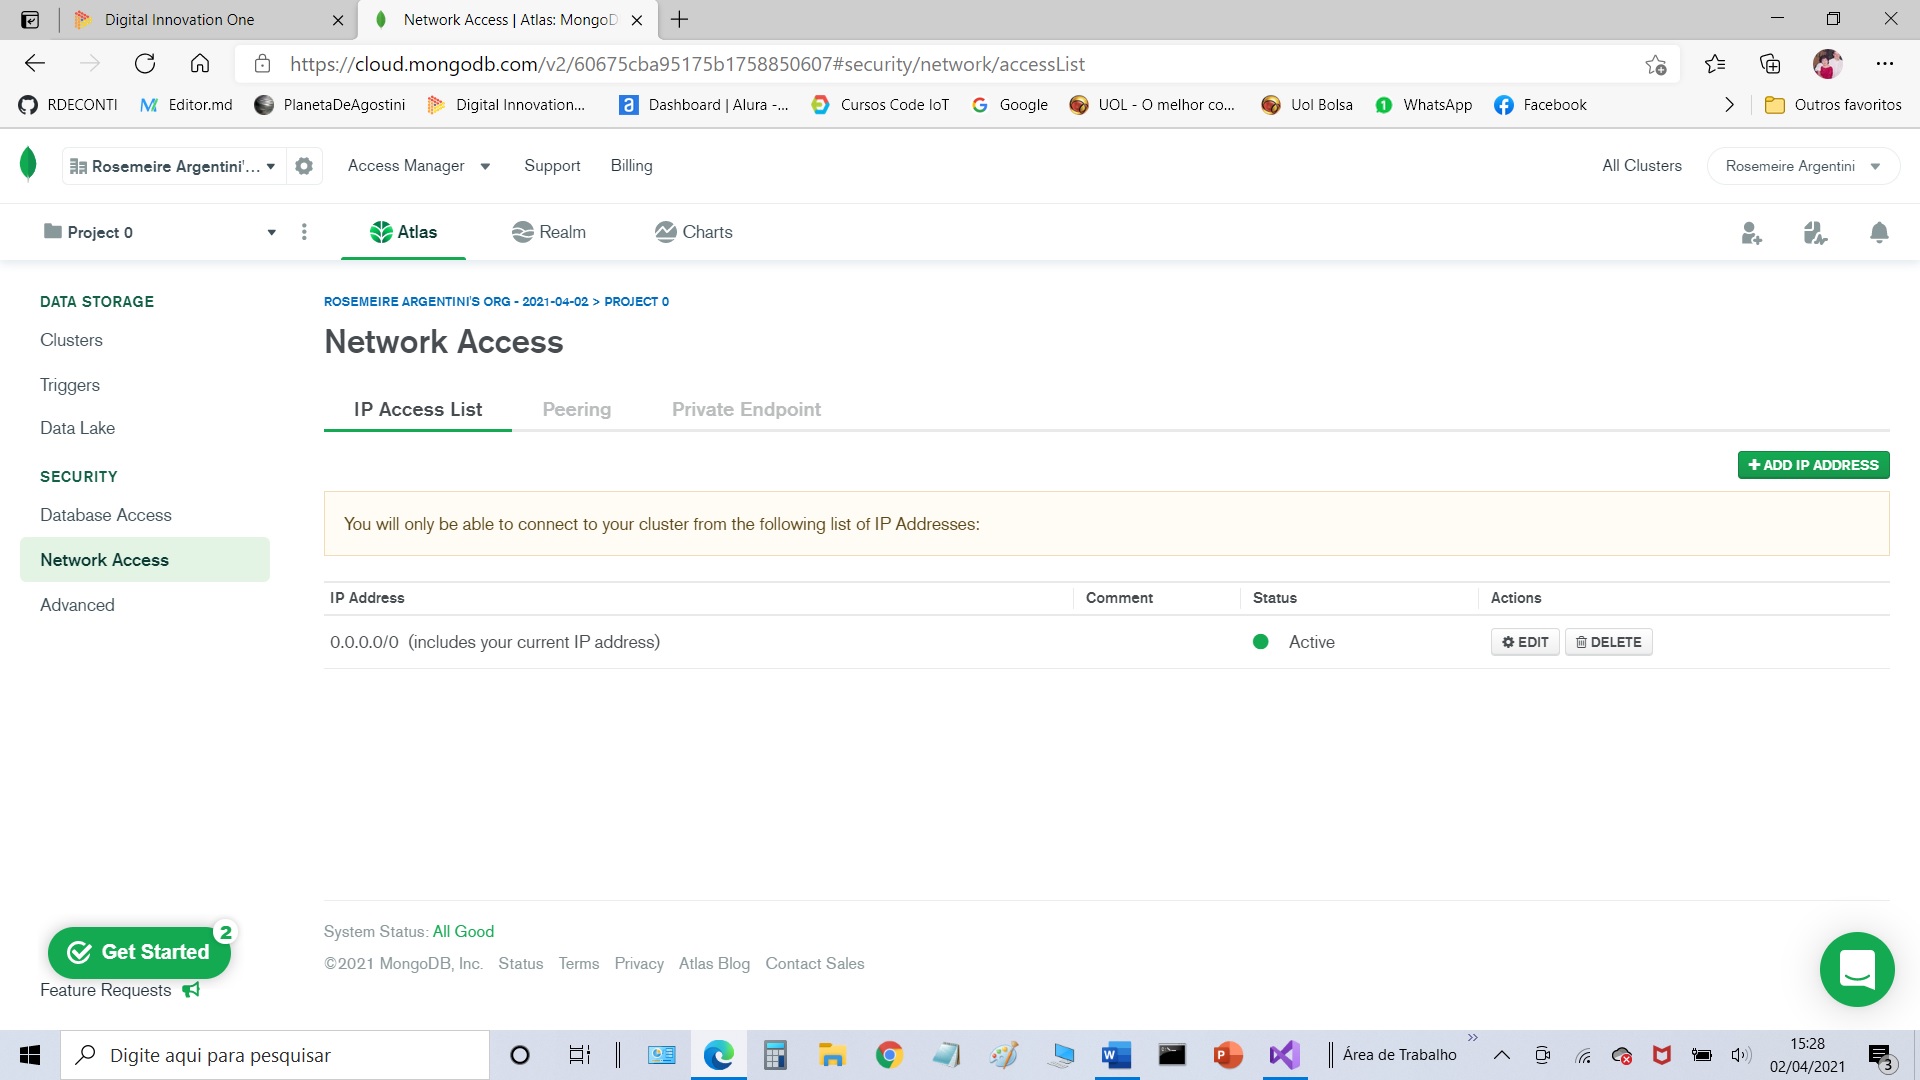 Digital Innovation One
Network Access | Atlas: MongoD
https://cloud.mongodb.com/v2/60675cba95175b1758850607#security/network/accessList
RDECONTI Editor.md PlanetaDeAgostini Digital Innovation... Dashboard | Alura -... Cursos Code IoT Google UOL - O melhor co... Uol Bolsa WhatsApp Facebook Outros favoritos
Rosemeire Argentini'... Access Manager Support Billing All Clusters Rosemeire Argentini
Project 0 Atlas Realm Charts
DATA STORAGE
Clusters
Triggers
Data Lake
SECURITY
Database Access
Network Access
Advanced
ROSEMEIRE ARGENTINI'S ORG - 2021-04-02 > PROJECT 0
Network Access
IP Access List Peering Private Endpoint
+ ADD IP ADDRESS
You will only be able to connect to your cluster from the following list of IP Addresses:
IP Address Comment Status Actions
0.0.0.0/0 (includes your current IP address) Active EDIT DELETE
System Status: All Good
©2021 MongoDB, Inc. Status Terms Privacy Atlas Blog Contact Sales
Get Started 2
Feature Requests
Digite aqui para pesquisar
Área de Trabalho
15:28
02/04/2021
3